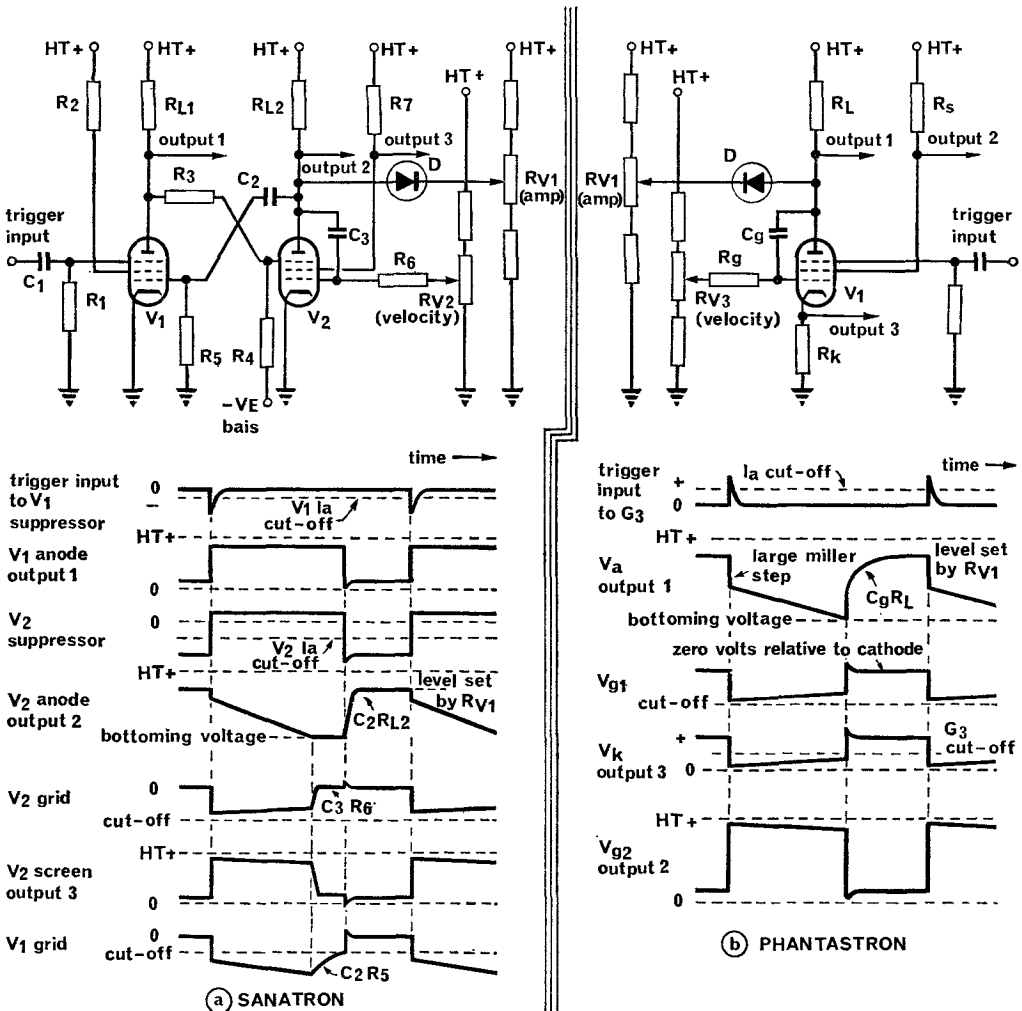 HT+ HT+ HT+ HT+ HT+
HT+
R2 RL1 RL2 R7
output 1 output 2 output 3
D
R3 C2
RV1
(amp)
trigger
input
C3
C1
R6
R1 V1 V2
RV2
(velocity)
R5 R4
-VE
bais
HT+ HT+ HT+
HT+
RL Rs
output 1 output 2
D
RV1
(amp)
trigger
input
Cg
Rg
V1
RV3
(velocity)
output 3
Rk
time
trigger input
to V1
suppressor
0
−
V1 Ia
cut-off
HT+
V1 anode
output 1
0
V2
suppressor
0
V2 Ia
cut-off
HT+
V2 anode
output 2
level set
by RV1
C2RL2
bottoming voltage
V2 grid
0
C3 R6
cut-off
HT+
V2 screen
output 3
0
V1 grid
0
cut-off
C2 R5
a SANATRON
time
trigger
input
to G3
+
0
Ia cut-off
HT+
Va
output 1
large miller
step
level set
by RV1
CgRL
bottoming voltage
zero volts relative to cathode
Vg1
cut-off
Vk
output 3
+
0
G3
cut-off
HT+
Vg2
output 2
0
b PHANTASTRON